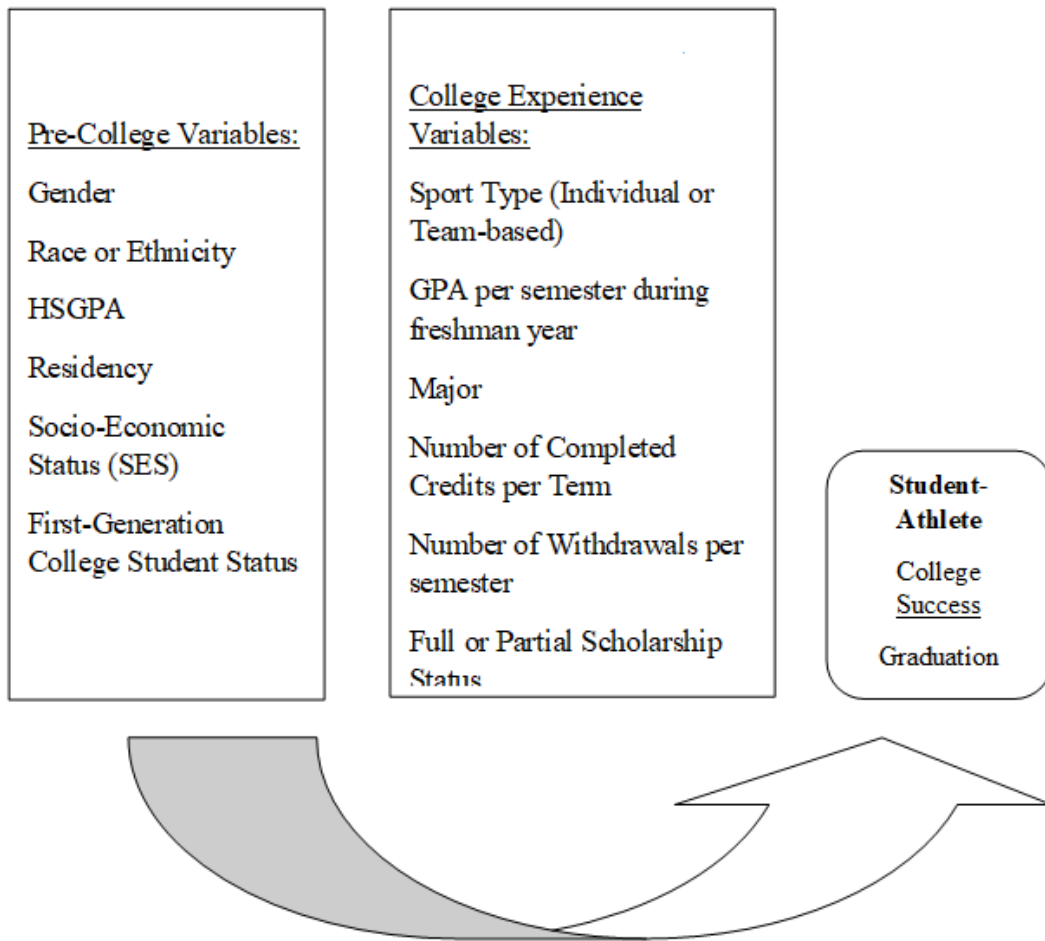 Pre-College Variables:
Gender
Race or Ethnicity
HSGPA
Residency
Socio-Economic
Status (SES)
First-Generation
College Student Status
College Experience
Variables:
Sport Type (Individual or
Team-based)
GPA per semester during
freshman year
Major
Number of Completed
Credits per Term
Number of Withdrawals per
semester
Full or Partial Scholarship
Status
Student-
Athlete
College
Success
Graduation